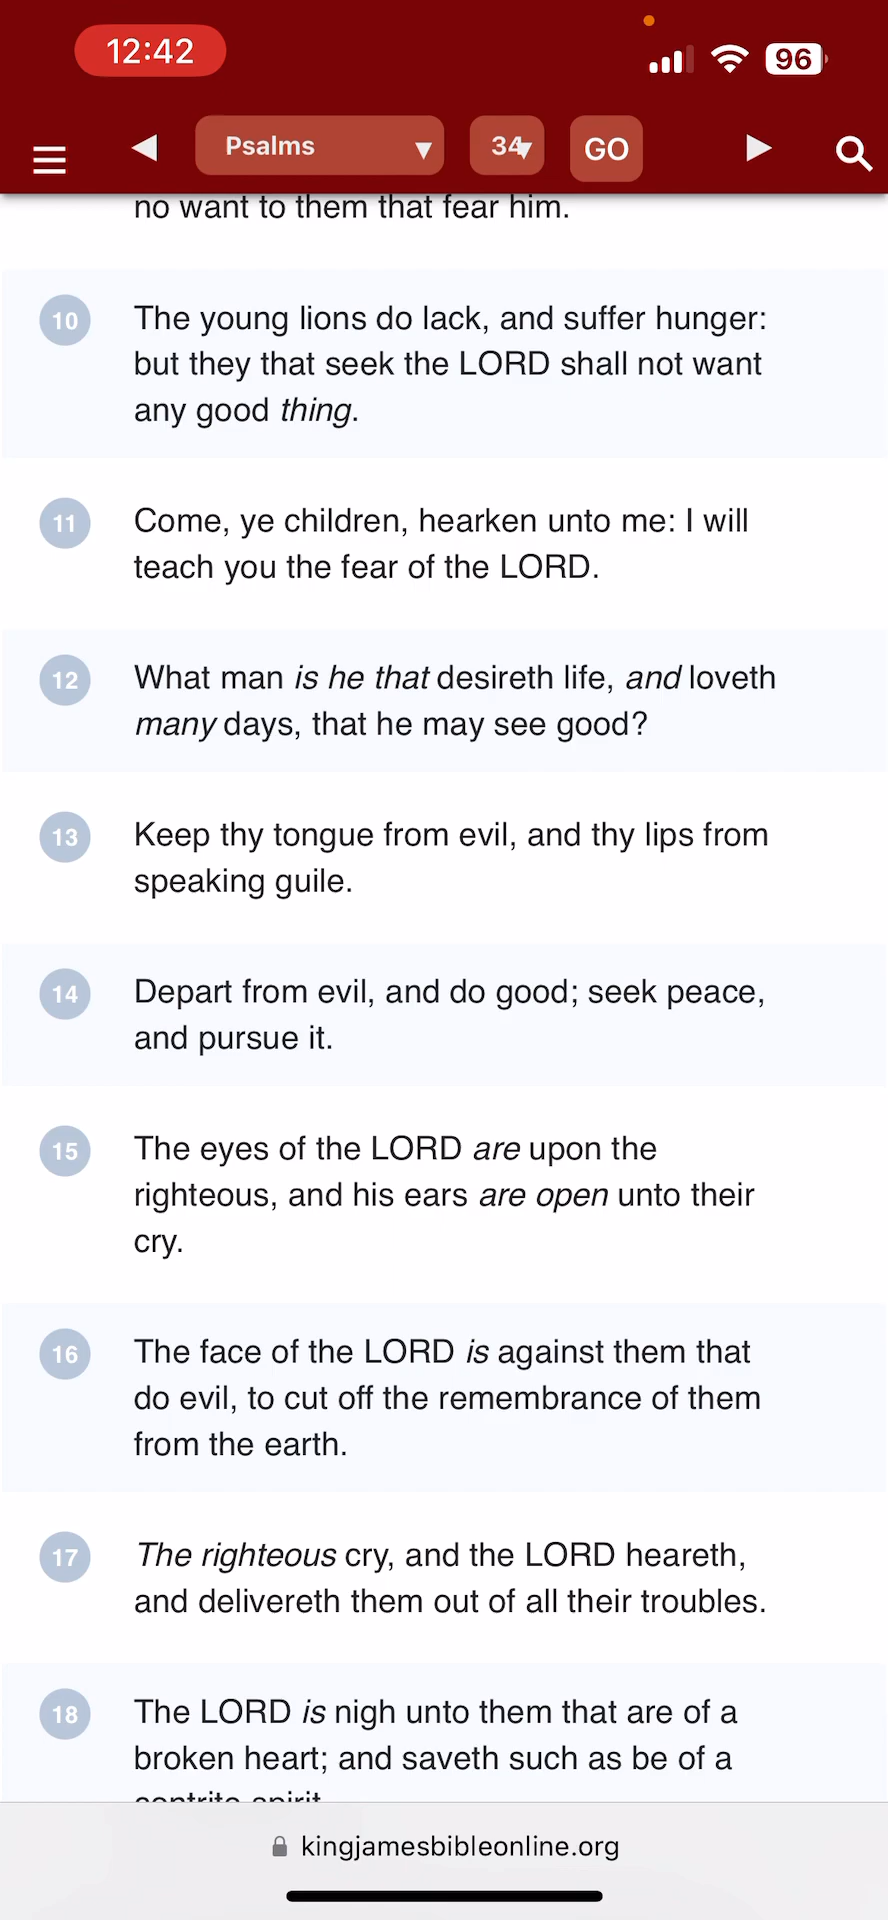 12:42
96
Psalms
34
GO
no want to them that fear him.
10
The young lions do lack, and suffer hunger:
but they that seek the LORD shall not want
any good thing.
11
Come, ye children, hearken unto me: I will
teach you the fear of the LORD.
12
What man is he that desireth life, and loveth
many days, that he may see good?
13
Keep thy tongue from evil, and thy lips from
speaking guile.
14
Depart from evil, and do good; seek peace,
and pursue it.
15
The eyes of the LORD are upon the
righteous, and his ears are open unto their
cry.
16
The face of the LORD is against them that
do evil, to cut off the remembrance of them
from the earth.
17
The righteous cry, and the LORD heareth,
and delivereth them out of all their troubles.
18
The LORD is nigh unto them that are of a
broken heart; and saveth such as be of a
contrite spirit
kingjamesbibleonline.org